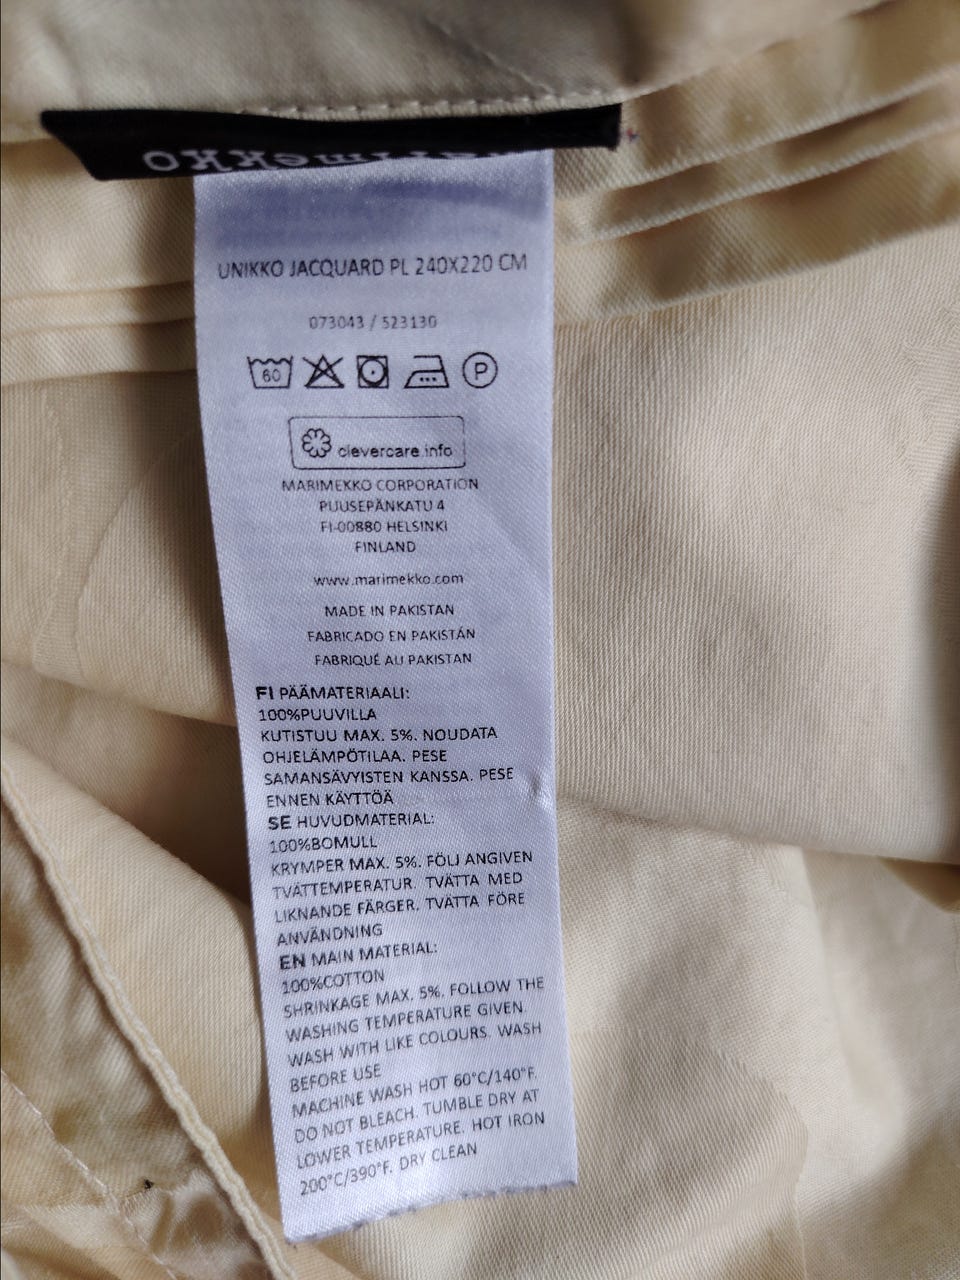 marimekko
UNIKKO JACQUARD PL 240X220 CM
073043 / 523130
60
P
clevercare.info
MARIMEKKO CORPORATION
PUUSEPÄNKATU 4
FI-00880 HELSINKI
FINLAND
www.marimekko.com
MADE IN PAKISTAN
FABRICADO EN PAKISTÁN
FABRIQUÉ AU PAKISTAN
FI PÄÄMATERIAALI:
100%PUUVILLA
KUTISTUU MAX. 5%. NOUDATA
OHJELÄMPÖTILAA. PESE
SAMANSÄVYISTEN KANSSA. PESE
ENNEN KÄYTTÖÄ
SE HUVUDMATERIAL:
100%BOMULL
KRYMPER MAX. 5%. FÖLJ ANGIVEN
TVÄTTEMPERATUR. TVÄTTA MED
LIKNANDE FÄRGER. TVÄTTA FÖRE
ANVÄNDNING
EN MAIN MATERIAL:
100%COTTON
SHRINKAGE MAX. 5%. FOLLOW THE
WASHING TEMPERATURE GIVEN.
WASH WITH LIKE COLOURS. WASH
BEFORE USE
MACHINE WASH HOT 60°C/140°F.
DO NOT BLEACH. TUMBLE DRY AT
LOWER TEMPERATURE. HOT IRON
200°C/390°F. DRY CLEAN